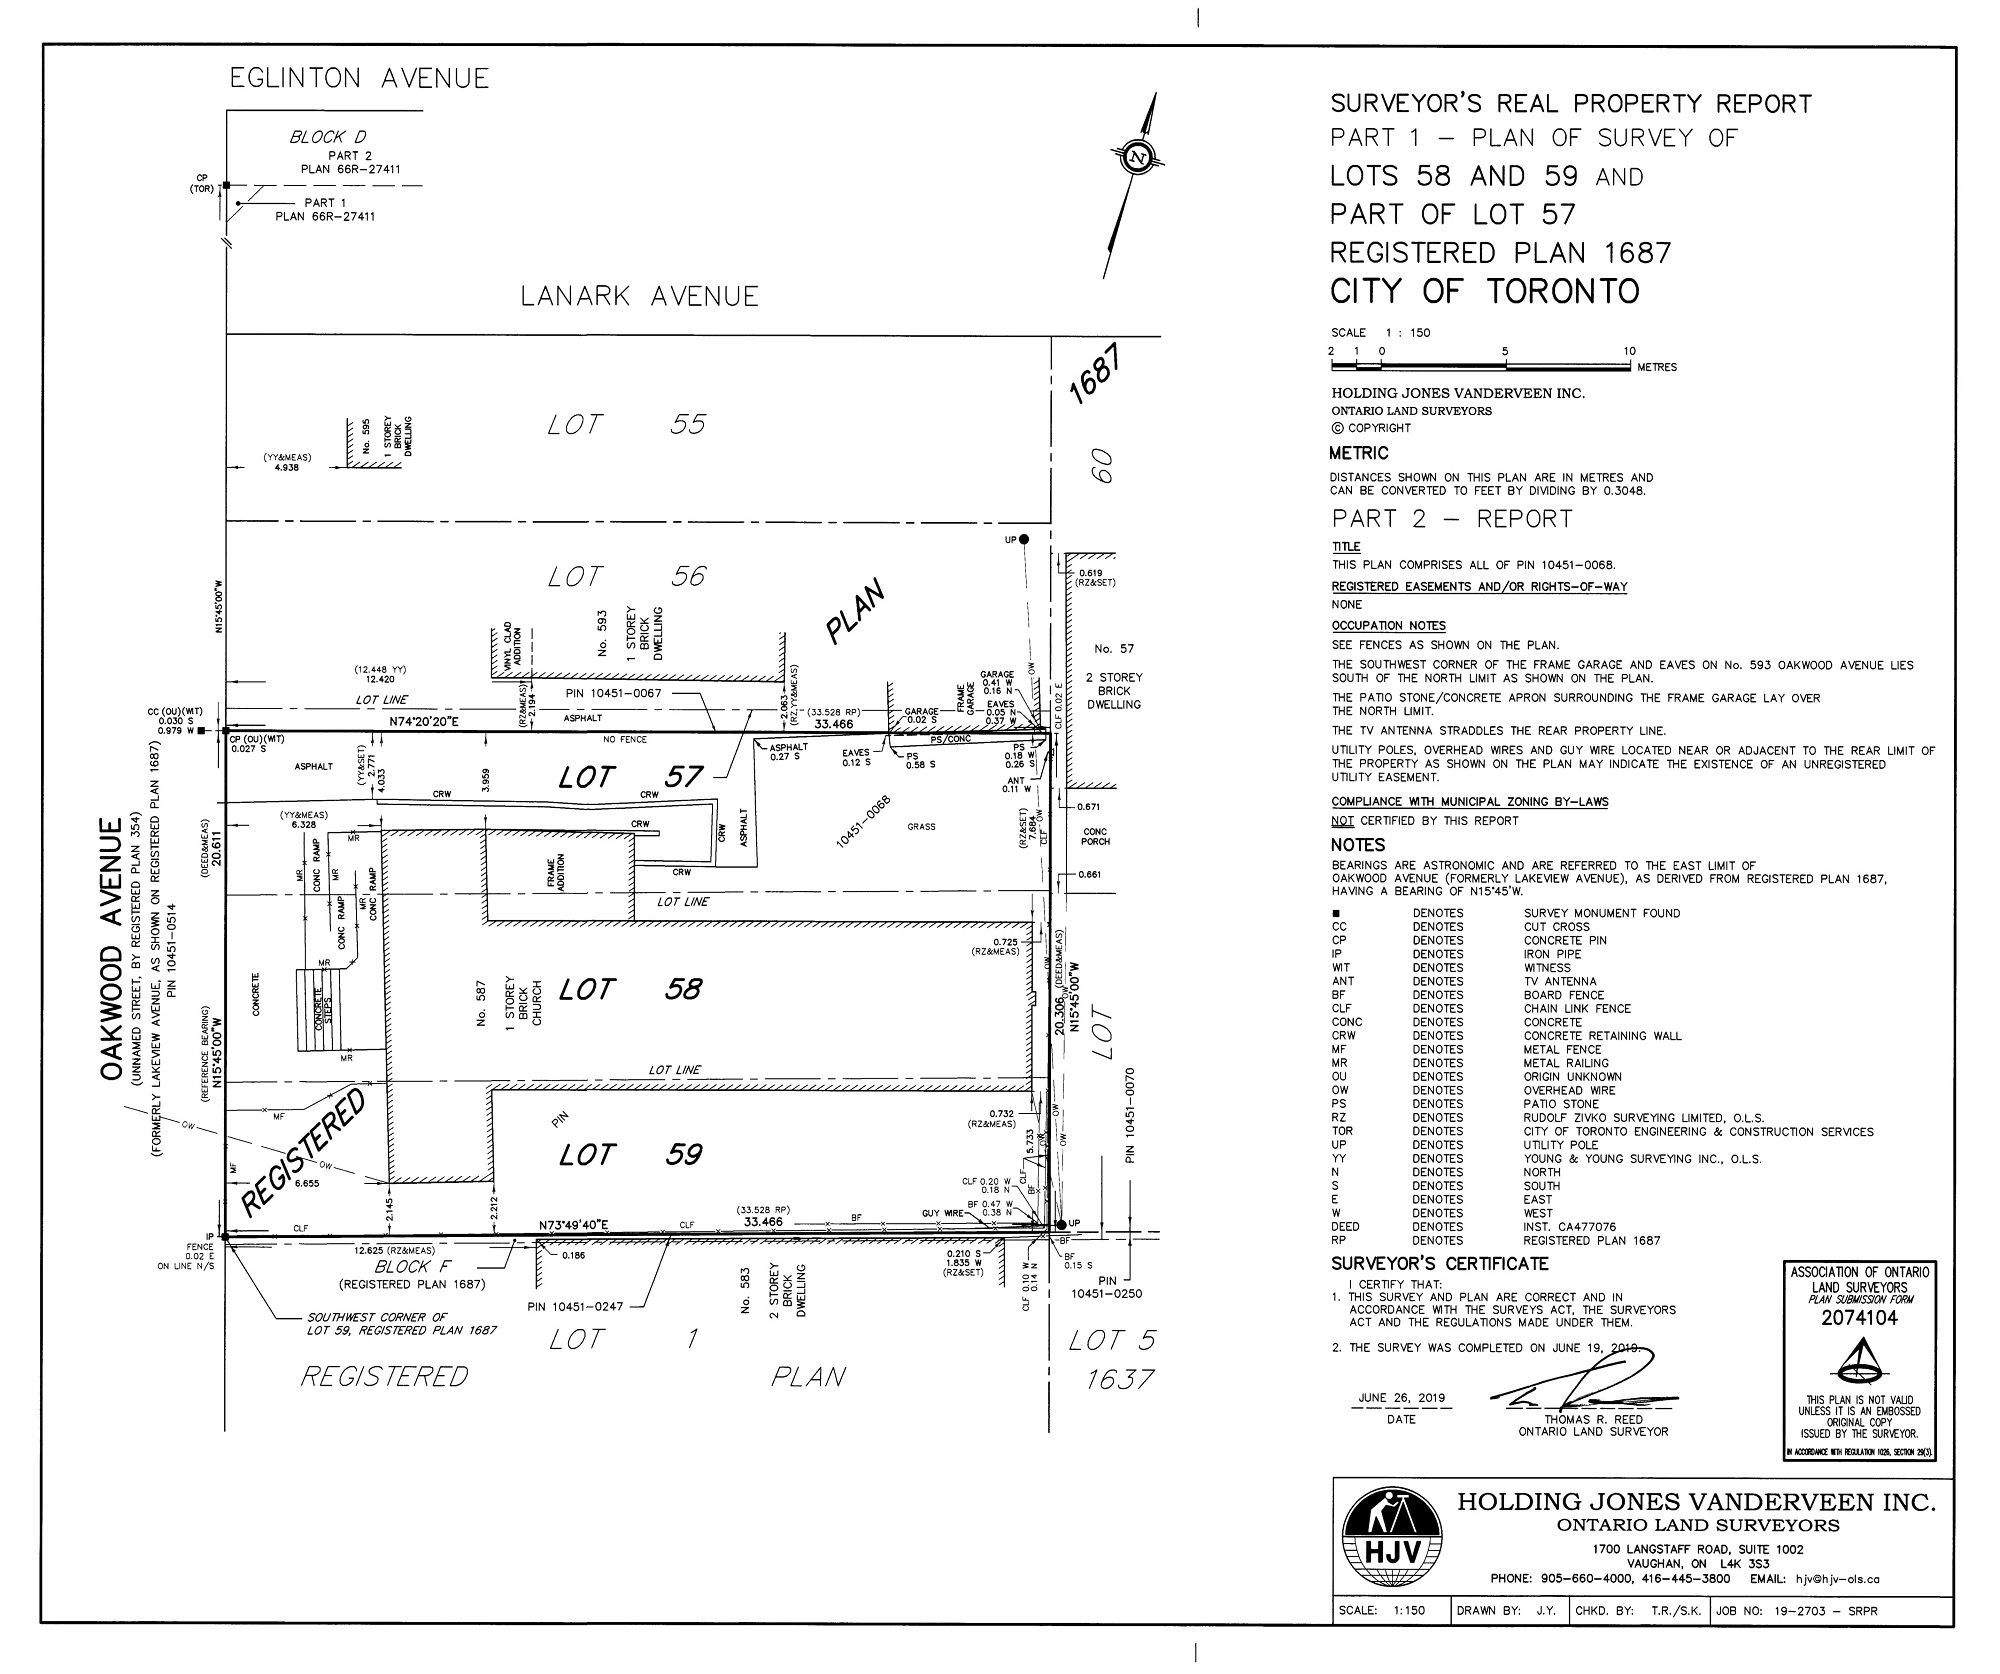 EGLINTON AVENUE
BLOCK D
PART 2
PLAN 66R-27411
CP
(TOR)
PART 1
PLAN 66R-27411
N
LANARK AVENUE
1687
LOT 55
No. 595
1 STOREY
BRICK
DWELLING
(YY&MEAS)
4.938
60
UP
LOT 56
0.619
(RZ&SET)
N15°45'00"W
PLAN
VINYL CLAD
ADDITION
No. 593
1 STOREY
BRICK
DWELLING
No. 57
2 STOREY
BRICK
DWELLING
(12.448 YY)
12.420
LOT LINE
PIN 10451-0067
(RZ&MEAS)
2.194
2.063
(RZ,YY&MEAS)
GARAGE
0.41 W
0.16 N
EAVES
0.05 N
0.37 W
FRAME
GARAGE
CLF 0.02 E
OW
CC (OU)(WIT)
0.030 S
0.979 W
CP (OU)(WIT)
0.027 S
N74°20'20"E
ASPHALT
(33.528 RP)
33.466
GARAGE
0.02 S
NO FENCE
PS/CONC
ASPHALT
0.27 S
EAVES
0.12 S
PS
0.58 S
PS
0.18 W
0.26 S
ANT
0.11 W
ASPHALT
(YY&SET)
2.771
4.033
3.959
LOT 57
CRW
CRW
CRW
CRW
CRW
ASPHALT
10451-0068
GRASS
(RZ&SET)
7.684
CLF
0.671
CONC
PORCH
0.661
(YY&MEAS)
6.328
MR
MR
MR
MR
MR
MR
CONC RAMP
CONC RAMP
CONC RAMP
FRAME
ADDITION
LOT LINE
(DEED&MEAS)
20.611
OAKWOOD AVENUE
(UNNAMED STREET, BY REGISTERED PLAN 354)
(FORMERLY LAKEVIEW AVENUE, AS SHOWN ON REGISTERED PLAN 1687)
PIN 10451-0514
(REFERENCE BEARING)
N15°45'00"W
CONCRETE
CONCRETE
STEPS
0.725
(RZ&MEAS)
No. 587
1 STOREY
BRICK
CHURCH
LOT 58
20.306 (DEED&MEAS)
N15°45'00"W
OW
OW
LOT
LOT LINE
REGISTERED
MF
MF
OW
OW
PIN
0.732
(RZ&MEAS)
LOT 59
5.733
CLF
BF
OW
OW
PIN 10451-0070
6.655
2.145
2.212
CLF 0.20 W
0.18 N
BF 0.47 W
0.38 N
GUY WIRE
UP
CLF
N73°49'40"E
CLF
(33.528 RP)
33.466
BF
IP
FENCE
0.02 E
ON LINE N/S
12.625 (RZ&MEAS)
BLOCK F
(REGISTERED PLAN 1687)
0.186
0.210 S
1.835 W
(RZ&SET)
CLF 0.10 W
0.14 N
BF
BF
0.15 S
PIN
10451-0250
No. 583
2 STOREY
BRICK
DWELLING
PIN 10451-0247
SOUTHWEST CORNER OF
LOT 59, REGISTERED PLAN 1687
LOT 1
LOT 5
REGISTERED PLAN 1637
SURVEYOR'S REAL PROPERTY REPORT
PART 1 - PLAN OF SURVEY OF
LOTS 58 AND 59 AND
PART OF LOT 57
REGISTERED PLAN 1687
CITY OF TORONTO
SCALE 1 : 150
2 1 0 5 10
METRES
HOLDING JONES VANDERVEEN INC.
ONTARIO LAND SURVEYORS
© COPYRIGHT
METRIC
DISTANCES SHOWN ON THIS PLAN ARE IN METRES AND
CAN BE CONVERTED TO FEET BY DIVIDING BY 0.3048.
PART 2 - REPORT
TITLE
THIS PLAN COMPRISES ALL OF PIN 10451-0068.
REGISTERED EASEMENTS AND/OR RIGHTS-OF-WAY
NONE
OCCUPATION NOTES
SEE FENCES AS SHOWN ON THE PLAN.
THE SOUTHWEST CORNER OF THE FRAME GARAGE AND EAVES ON No. 593 OAKWOOD AVENUE LIES
SOUTH OF THE NORTH LIMIT AS SHOWN ON THE PLAN.
THE PATIO STONE/CONCRETE APRON SURROUNDING THE FRAME GARAGE LAY OVER
THE NORTH LIMIT.
THE TV ANTENNA STRADDLES THE REAR PROPERTY LINE.
UTILITY POLES, OVERHEAD WIRES AND GUY WIRE LOCATED NEAR OR ADJACENT TO THE REAR LIMIT OF
THE PROPERTY AS SHOWN ON THE PLAN MAY INDICATE THE EXISTENCE OF AN UNREGISTERED
UTILITY EASEMENT.
COMPLIANCE WITH MUNICIPAL ZONING BY-LAWS
NOT CERTIFIED BY THIS REPORT
NOTES
BEARINGS ARE ASTRONOMIC AND ARE REFERRED TO THE EAST LIMIT OF
OAKWOOD AVENUE (FORMERLY LAKEVIEW AVENUE), AS DERIVED FROM REGISTERED PLAN 1687,
HAVING A BEARING OF N15°45'W.
■ DENOTES SURVEY MONUMENT FOUND
CC DENOTES CUT CROSS
CP DENOTES CONCRETE PIN
IP DENOTES IRON PIPE
WIT DENOTES WITNESS
ANT DENOTES TV ANTENNA
BF DENOTES BOARD FENCE
CLF DENOTES CHAIN LINK FENCE
CONC DENOTES CONCRETE
CRW DENOTES CONCRETE RETAINING WALL
MF DENOTES METAL FENCE
MR DENOTES METAL RAILING
OU DENOTES ORIGIN UNKNOWN
OW DENOTES OVERHEAD WIRE
PS DENOTES PATIO STONE
RZ DENOTES RUDOLF ZIVKO SURVEYING LIMITED, O.L.S.
TOR DENOTES CITY OF TORONTO ENGINEERING & CONSTRUCTION SERVICES
UP DENOTES UTILITY POLE
YY DENOTES YOUNG & YOUNG SURVEYING INC., O.L.S.
N DENOTES NORTH
S DENOTES SOUTH
E DENOTES EAST
W DENOTES WEST
DEED DENOTES INST. CA477076
RP DENOTES REGISTERED PLAN 1687
SURVEYOR'S CERTIFICATE
I CERTIFY THAT:
1. THIS SURVEY AND PLAN ARE CORRECT AND IN
ACCORDANCE WITH THE SURVEYS ACT, THE SURVEYORS
ACT AND THE REGULATIONS MADE UNDER THEM.
2. THE SURVEY WAS COMPLETED ON JUNE 19, 2019.
JUNE 26, 2019
DATE
THOMAS R. REED
ONTARIO LAND SURVEYOR
ASSOCIATION OF ONTARIO
LAND SURVEYORS
PLAN SUBMISSION FORM
2074104
THIS PLAN IS NOT VALID
UNLESS IT IS AN EMBOSSED
ORIGINAL COPY
ISSUED BY THE SURVEYOR.
IN ACCORDANCE WITH REGULATION 1026, SECTION 29(3).
HJV
HOLDING JONES VANDERVEEN INC.
ONTARIO LAND SURVEYORS
1700 LANGSTAFF ROAD, SUITE 1002
VAUGHAN, ON L4K 3S3
PHONE: 905-660-4000, 416-445-3800 EMAIL: hjv@hjv-ols.ca
SCALE: 1:150 DRAWN BY: J.Y. CHKD. BY: T.R./S.K. JOB NO: 19-2703 - SRPR